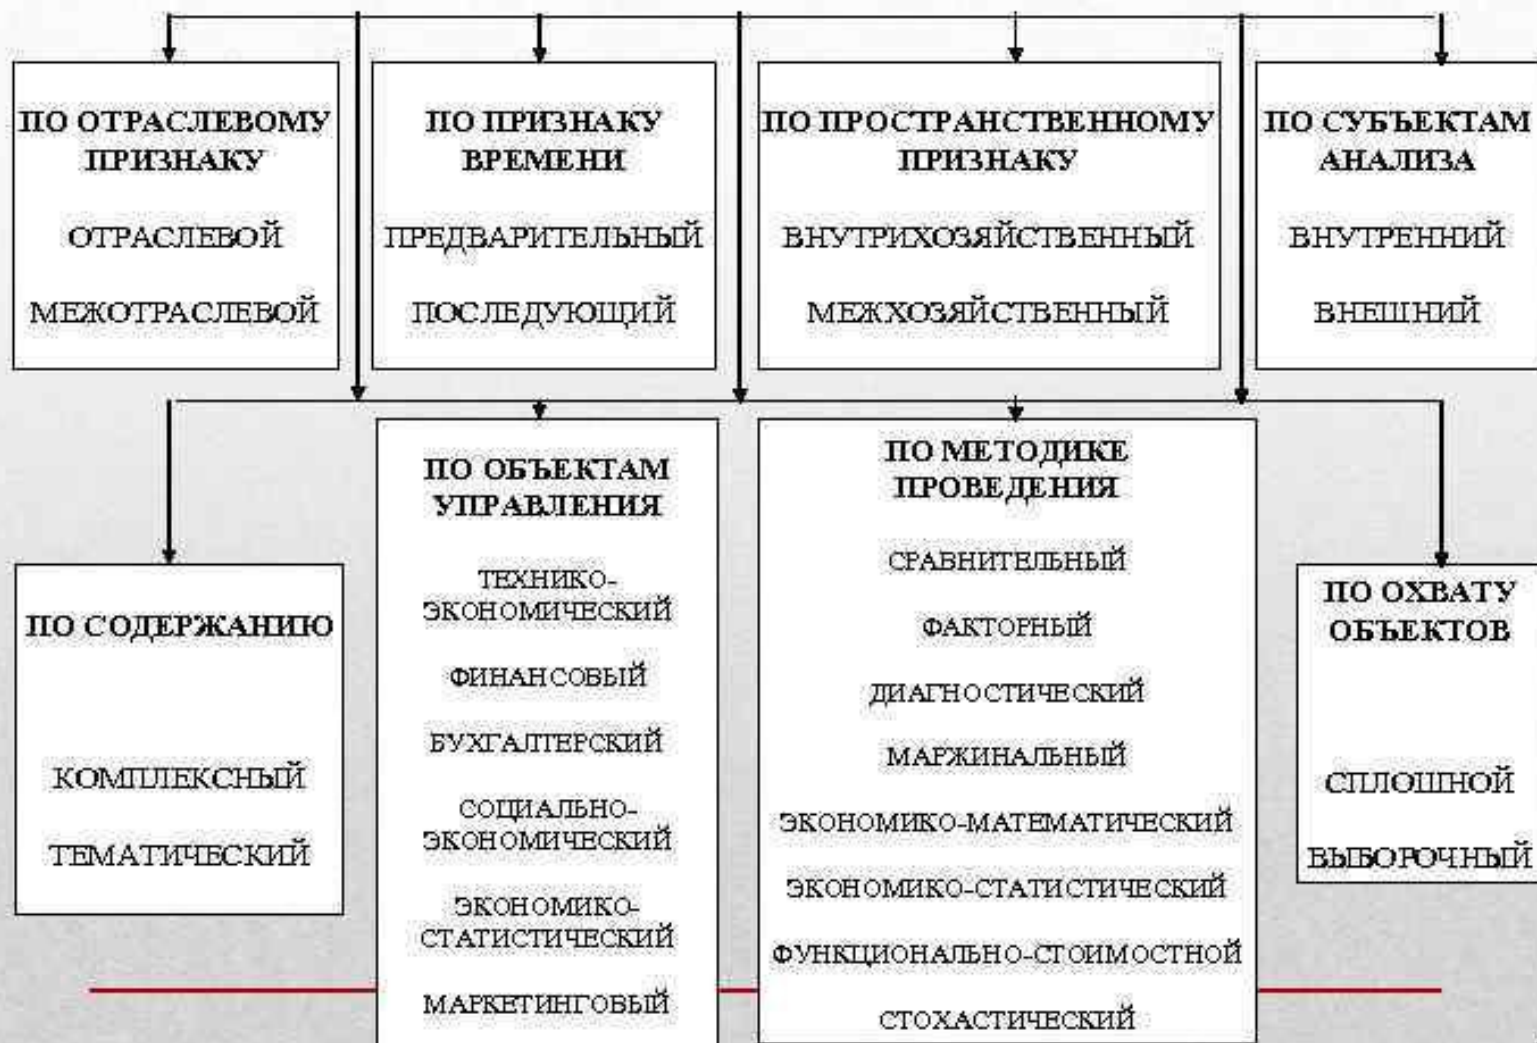 ПО ОТРАСЛЕВОМУ
ПРИЗНАКУ
ОТРАСЛЕВОЙ
МЕЖОТРАСЛЕВОЙ
ПО ПРИЗНАКУ
ВРЕМЕНИ
ПРЕДВАРИТЕЛЬНЫЙ
ПОСЛЕДУЮЩИЙ
ПО ПРОСТРАНСТВЕННОМУ
ПРИЗНАКУ
ВНУТРИХОЗЯЙСТВЕННЫЙ
МЕЖХОЗЯЙСТВЕННЫЙ
ПО СУБЪЕКТАМ
АНАЛИЗА
ВНУТРЕННИЙ
ВНЕШНИЙ
ПО СОДЕРЖАНИЮ
КОМПЛЕКСНЫЙ
ТЕМАТИЧЕСКИЙ
ПО ОБЪЕКТАМ
УПРАВЛЕНИЯ
ТЕХНИКО-
ЭКОНОМИЧЕСКИЙ
ФИНАНСОВЫЙ
БУХГАЛТЕРСКИЙ
СОЦИАЛЬНО-
ЭКОНОМИЧЕСКИЙ
ЭКОНОМИКО-
СТАТИСТИЧЕСКИЙ
МАРКЕТИНГОВЫЙ
ПО МЕТОДИКЕ
ПРОВЕДЕНИЯ
СРАВНИТЕЛЬНЫЙ
ФАКТОРНЫЙ
ДИАГНОСТИЧЕСКИЙ
МАРЖИНАЛЬНЫЙ
ЭКОНОМИКО-МАТЕМАТИЧЕСКИЙ
ЭКОНОМИКО-СТАТИСТИЧЕСКИЙ
ФУНКЦИОНАЛЬНО-СТОИМОСТНОЙ
СТОХАСТИЧЕСКИЙ
ПО ОХВАТУ
ОБЪЕКТОВ
СПЛОШНОЙ
ВЫБОРОЧНЫЙ